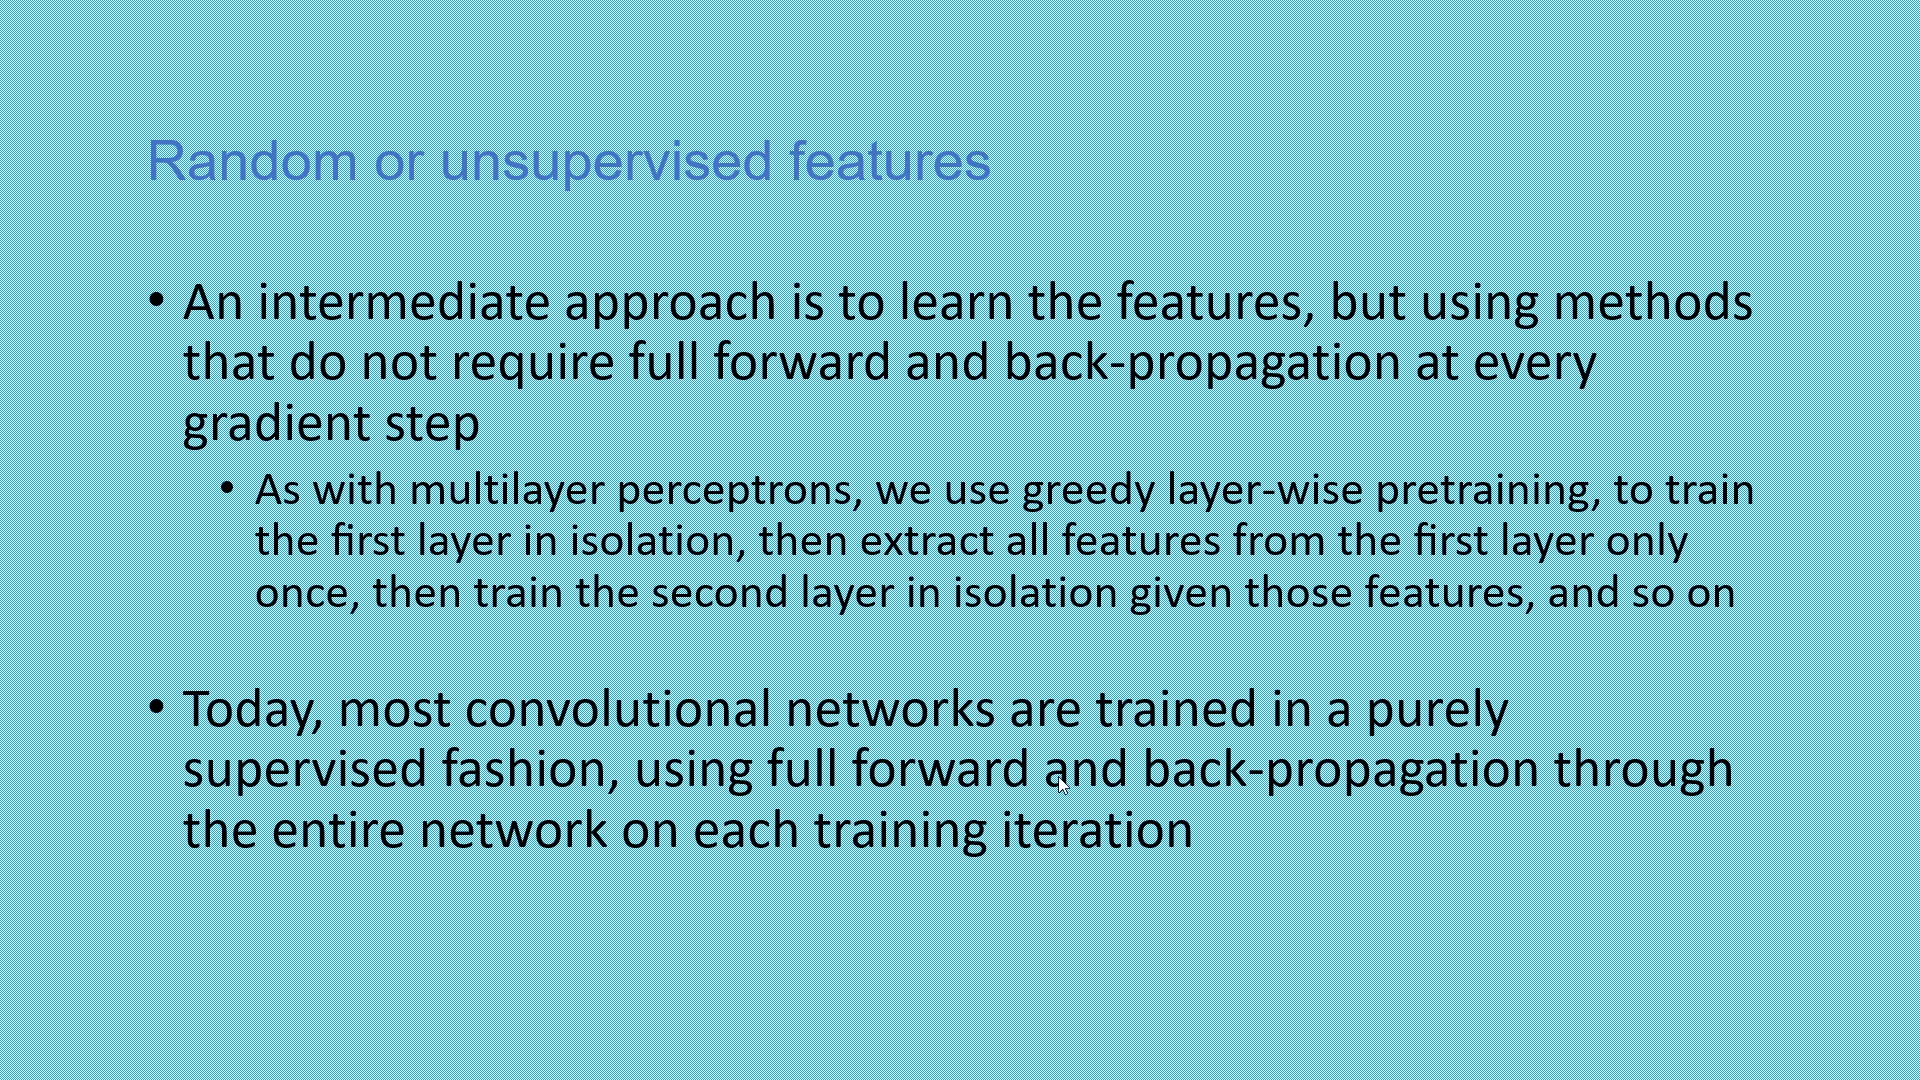 Random or unsupervised features
• An intermediate approach is to learn the features, but using methods
that do not require full forward and back-propagation at every
gradient step
• As with multilayer perceptrons, we use greedy layer-wise pretraining, to train
the first layer in isolation, then extract all features from the first layer only
once, then train the second layer in isolation given those features, and so on
• Today, most convolutional networks are trained in a purely
supervised fashion, using full forward and back-propagation through
the entire network on each training iteration